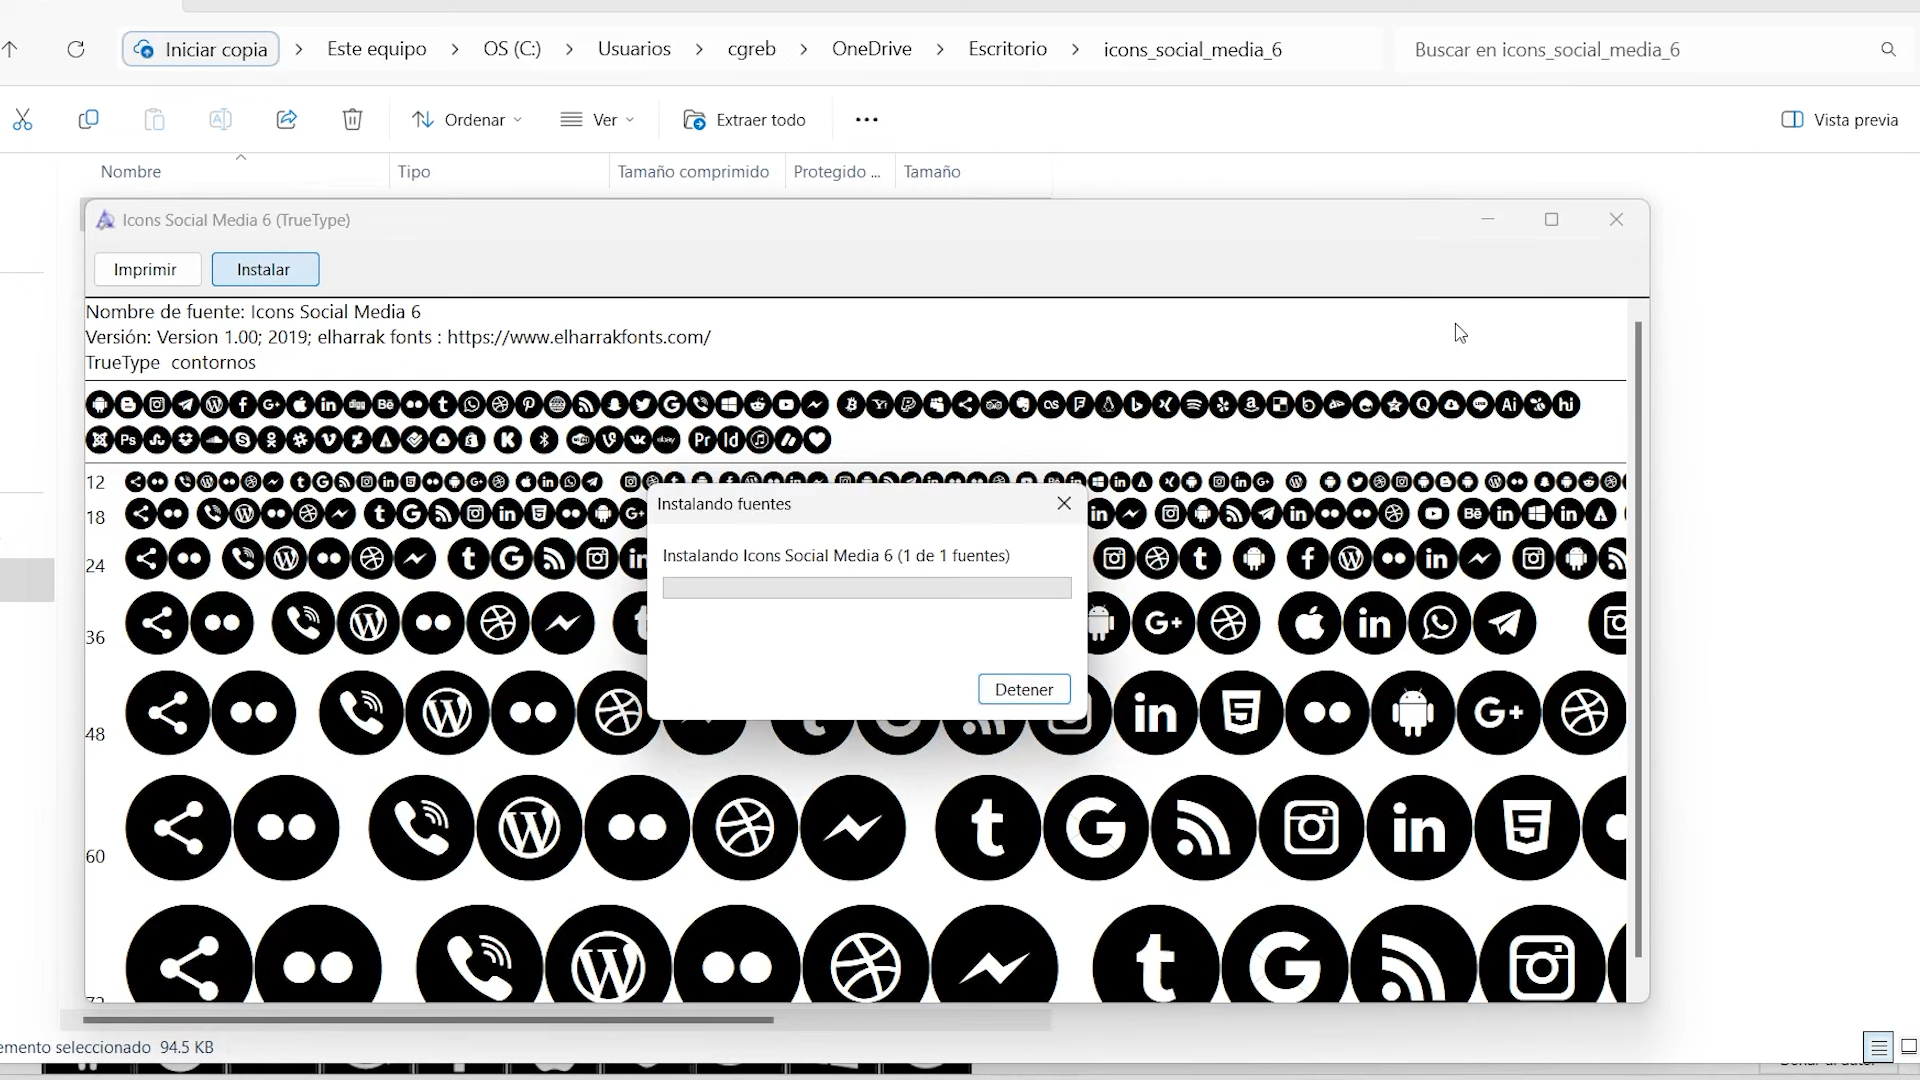 Iniciar copia > Este equipo > OS (C:) > Usuarios > cgreb > OneDrive > Escritorio > icons_social_media_6
Buscar en icons_social_media_6
Ordenar Ver Extraer todo ••• Vista previa
Nombre Tipo Tamaño comprimido Protegido ... Tamaño
Icons Social Media 6 (TrueType)
Imprimir Instalar
Nombre de fuente: Icons Social Media 6
Versión: Version 1.00; 2019; elharrak fonts : https://www.elharrakfonts.com/
TrueType contornos
12
18
24
36
48
60
72
Instalando fuentes
Instalando Icons Social Media 6 (1 de 1 fuentes)
Detener
emento seleccionado 94.5 KB